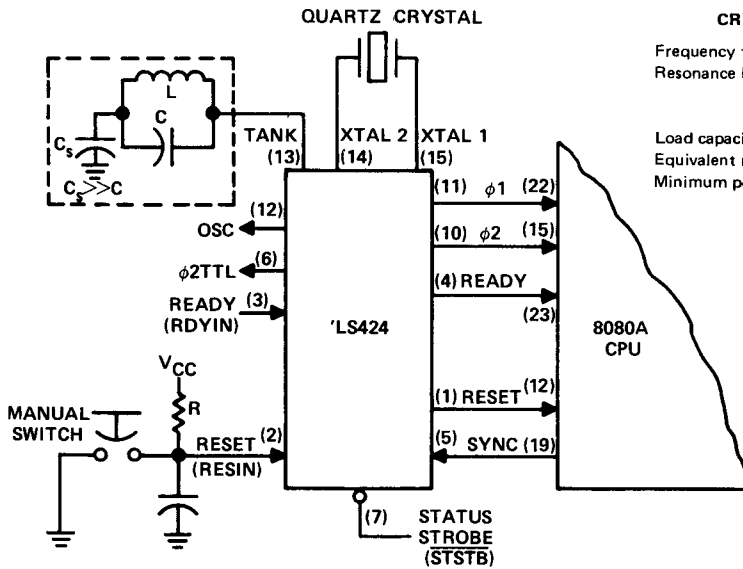 QUARTZ CRYSTAL
CR
Frequency
Resonance
Load capaci
Equivalent
Minimum
L
C
Cs
Cs>>C
TANK
(13)
XTAL 2
(14)
XTAL 1
(15)
(12)
OSC
(6)
ϕ2TTL
READY (3)
(RDYIN)
'LS424
(11) ϕ1 (22)
(10) ϕ2 (15)
(4) READY
(23)
8080A
CPU
(1) RESET (12)
(5) SYNC (19)
VCC
R
MANUAL
SWITCH
RESET (2)
(RESIN)
(7)
STATUS
STROBE
(STSTB)